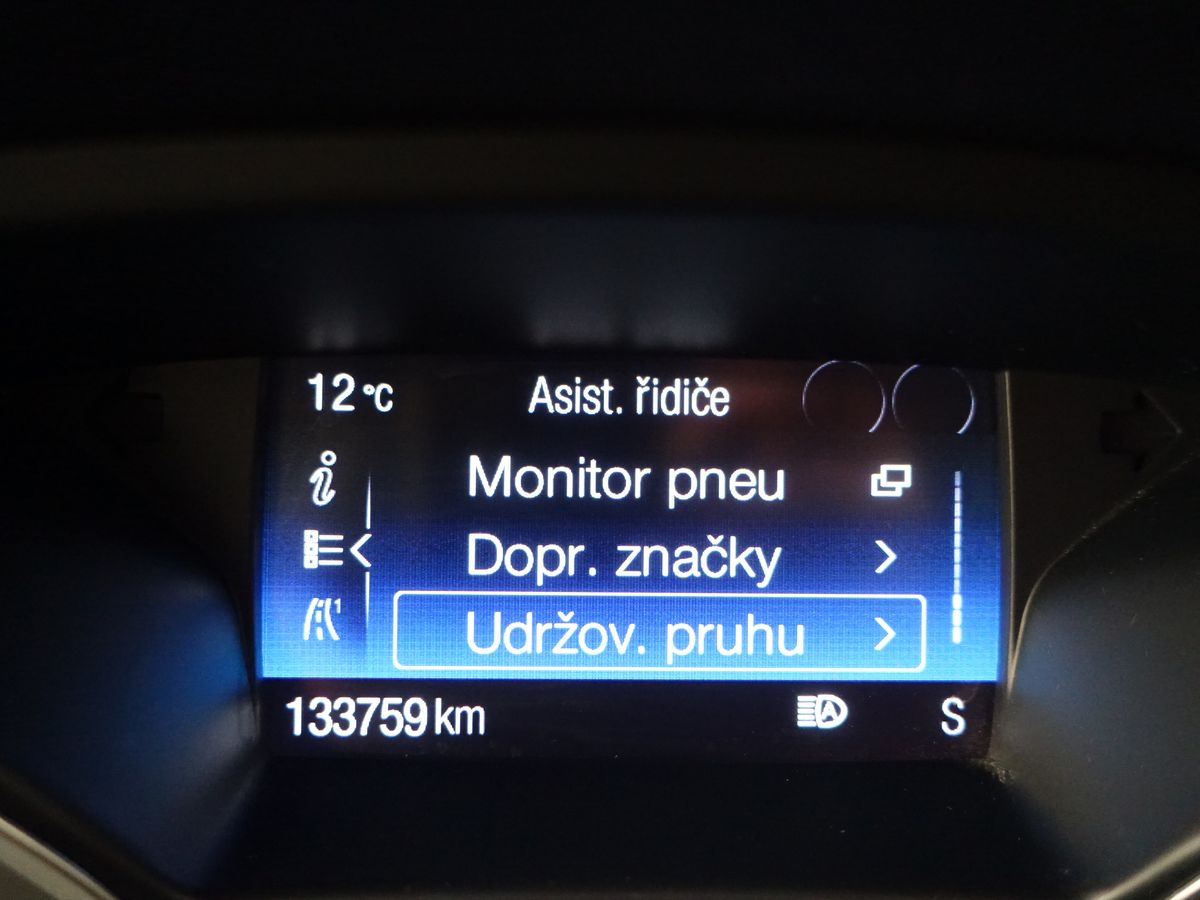 12 °C
Asist. řidiče
Monitor pneu
Dopr. značky
Udržov. pruhu
133759 km
S